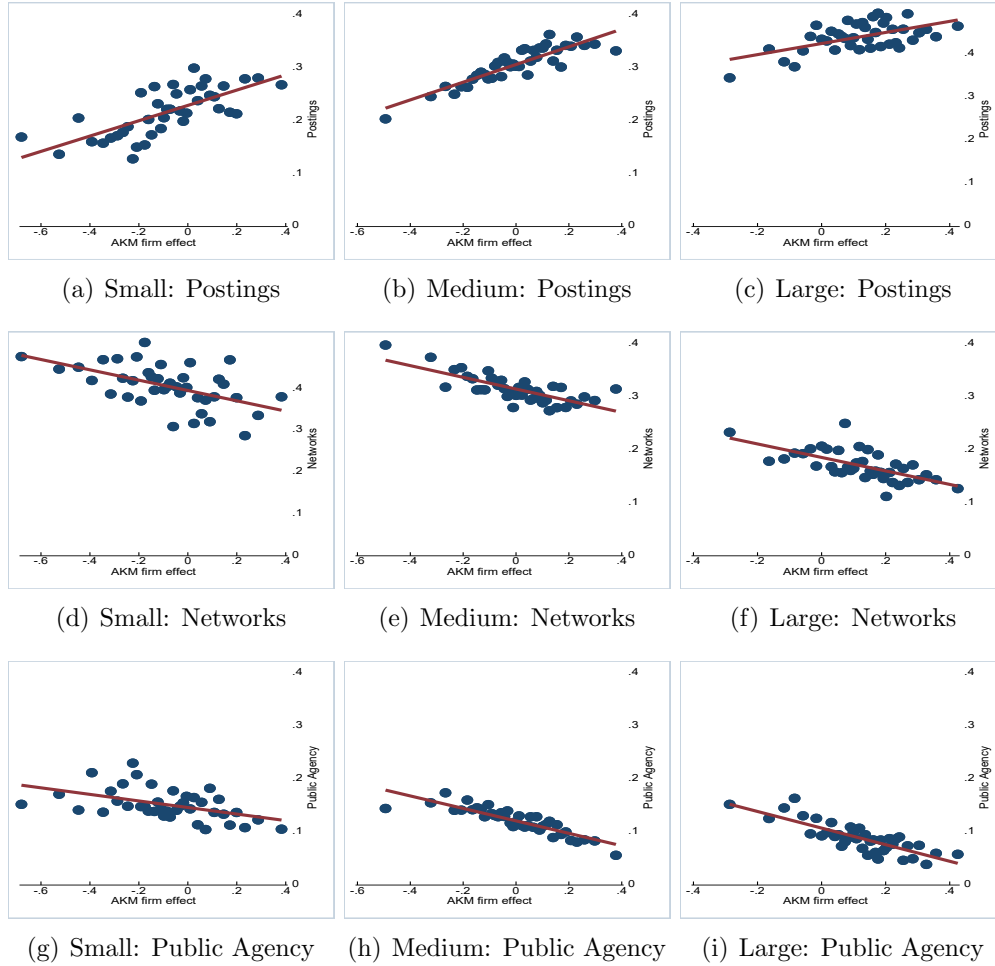 .4
.3
.2
.1
0
Postings
-.6 -.4 -.2 0 .2 .4
AKM firm effect
(a) Small: Postings
.4
.3
.2
.1
0
Postings
-.6 -.4 -.2 0 .2 .4
AKM firm effect
(b) Medium: Postings
.4
.4
.3
.2
.1
0
Postings
-.4 -.2 0 .2 .4
AKM firm effect
(c) Large: Postings
.4
.3
.2
.1
0
Networks
-.6 -.4 -.2 0 .2 .4
AKM firm effect
(d) Small: Networks
.4
.3
.2
.1
0
Networks
-.6 -.4 -.2 0 .2 .4
AKM firm effect
(e) Medium: Networks
.4
.3
.2
.1
0
Networks
-.4 -.2 0 .2 .4
AKM firm effect
(f) Large: Networks
.4
.3
.2
.1
0
Public Agency
-.6 -.4 -.2 0 .2 .4
AKM firm effect
(g) Small: Public Agency
.4
.3
.2
.1
0
Public Agency
-.6 -.4 -.2 0 .2 .4
AKM firm effect
(h) Medium: Public Agency
.4
.3
.2
.1
0
Public Agency
-.4 -.2 0 .2 .4
AKM firm effect
(i) Large: Public Agency